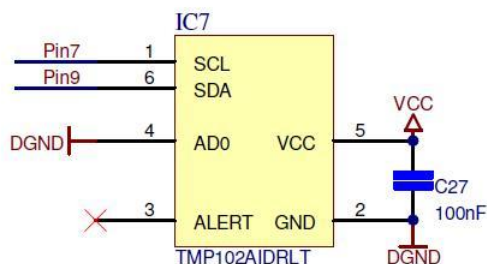 IC7
Pin7 1 SCL
Pin9 6 SDA
VCC
DGND 4 AD0 VCC 5
C27
100nF
3 ALERT GND 2
TMP102AIDRLT
DGND